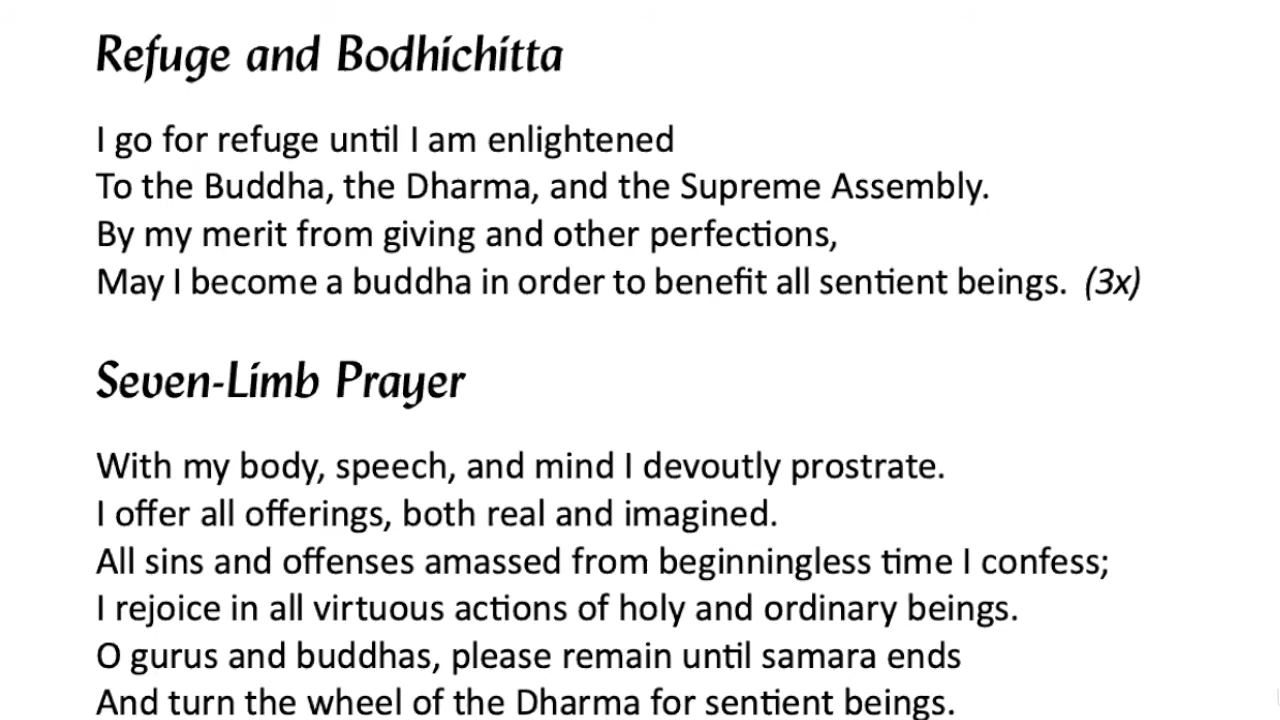 Refuge and Bodhichitta
I go for refuge until I am enlightened
To the Buddha, the Dharma, and the Supreme Assembly.
By my merit from giving and other perfections,
May I become a buddha in order to benefit all sentient beings. (3x)
Seven-Limb Prayer
With my body, speech, and mind I devoutly prostrate.
I offer all offerings, both real and imagined.
All sins and offenses amassed from beginningless time I confess;
I rejoice in all virtuous actions of holy and ordinary beings.
O gurus and buddhas, please remain until samara ends
And turn the wheel of the Dharma for sentient beings.